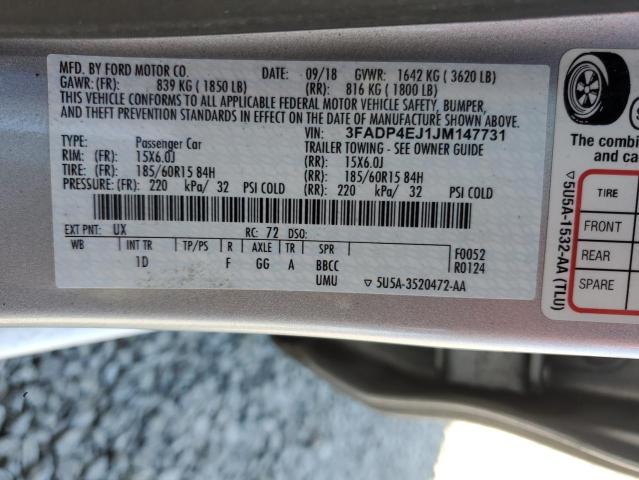 MFD. BY FORD MOTOR CO. DATE: 09/18 GVWR: 1642 KG ( 3620 LB)
GAWR: (FR): 839 KG ( 1850 LB) (RR): 816 KG ( 1800 LB)
THIS VEHICLE CONFORMS TO ALL APPLICABLE FEDERAL MOTOR VEHICLE SAFETY, BUMPER,
AND THEFT PREVENTION STANDARDS IN EFFECT ON THE DATE OF MANUFACTURE SHOWN ABOVE.
VIN: 3FADP4EJ1JM147731
TYPE: Passenger Car TRAILER TOWING - SEE OWNER GUIDE
RIM: (FR): 15X6.0J (RR): 15X6.0J
TIRE: (FR): 185/60R15 84H (RR): 185/60R15 84H
PRESSURE: (FR): 220 kPa/ 32 PSI COLD (RR): 220 kPa/ 32 PSI COLD
EXT PNT: UX RC: 72 DSO:
WB INT TR TP/PS R AXLE TR SPR F0052
1D F GG A BBCC R0124
UMU ▽ 5U5A-3520472-AA
The combin
and ca
▽ 5U5A-1532-AA (TLU)
TIRE
FRONT
REAR
SPARE